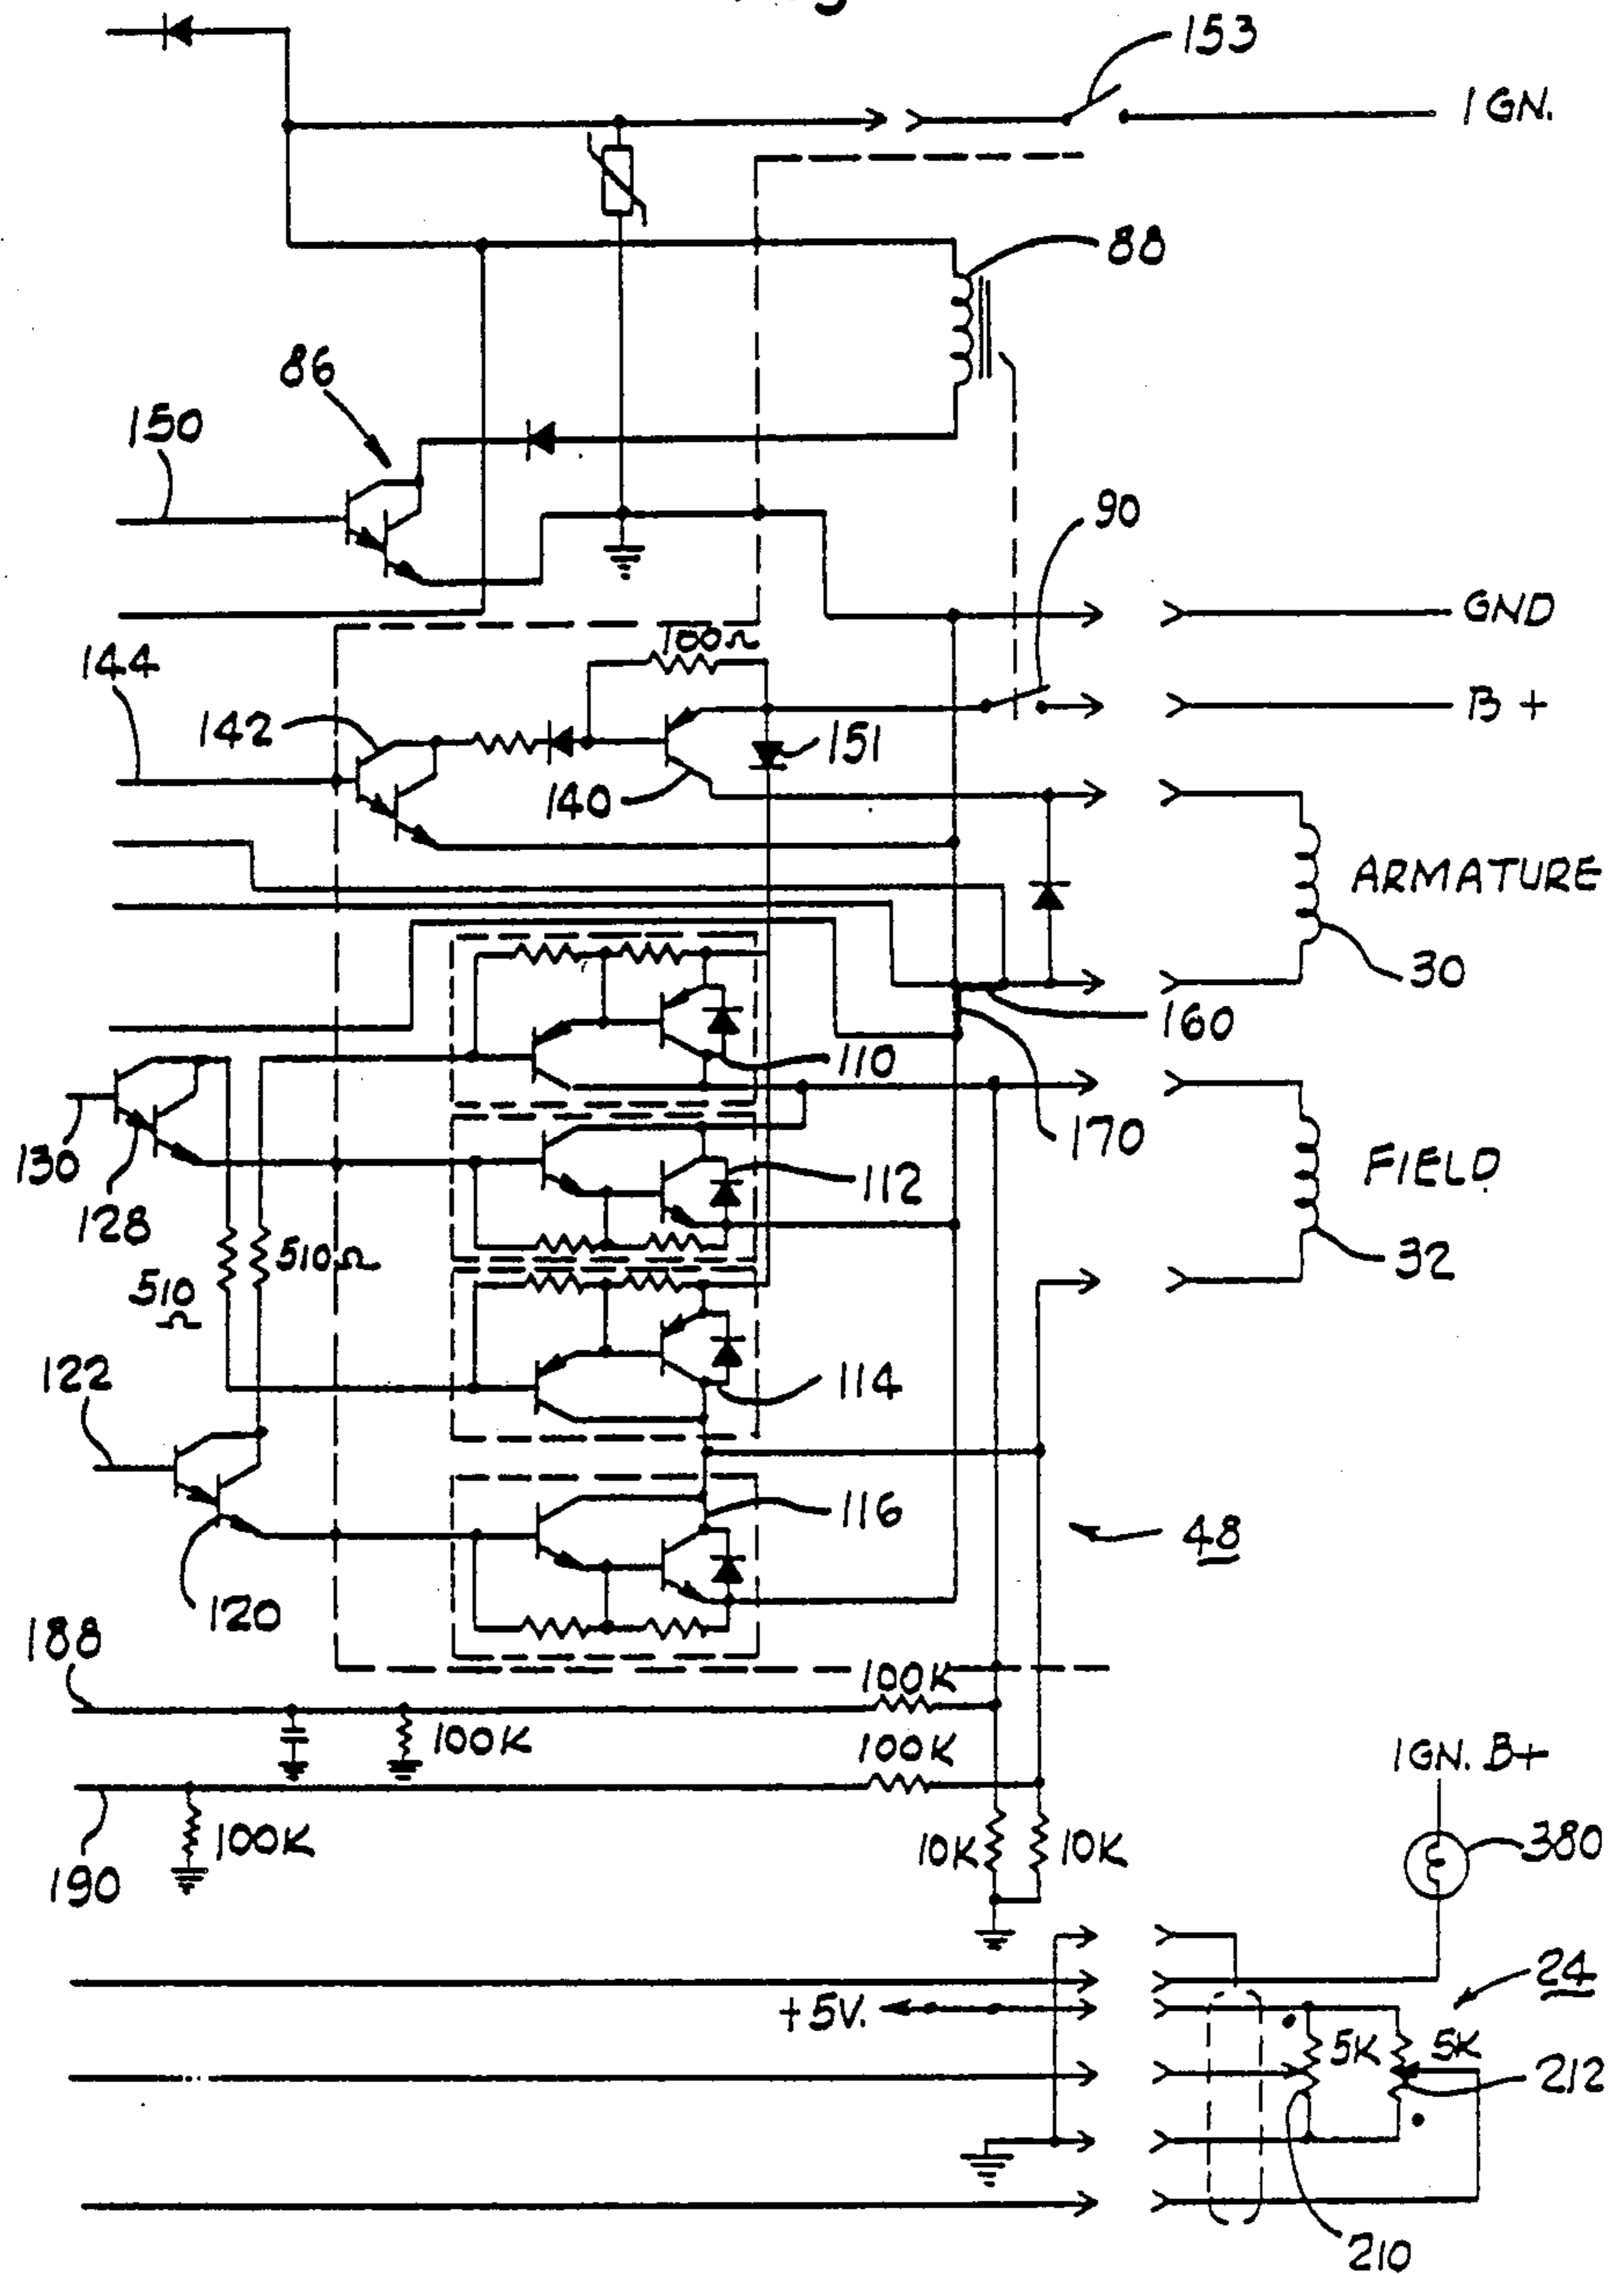 153
IGN.
88
86
150
90
GND
100Ω
144
B +
142
151
140
ARMATURE
30
160
110
170
130
112
FIELD
128
510Ω
32
510
Ω
122
114
116
48
120
188
100K
100K
100K
IGN. B+
100K
10K
10K
380
190
24
+5V.
5K
5K
212
210